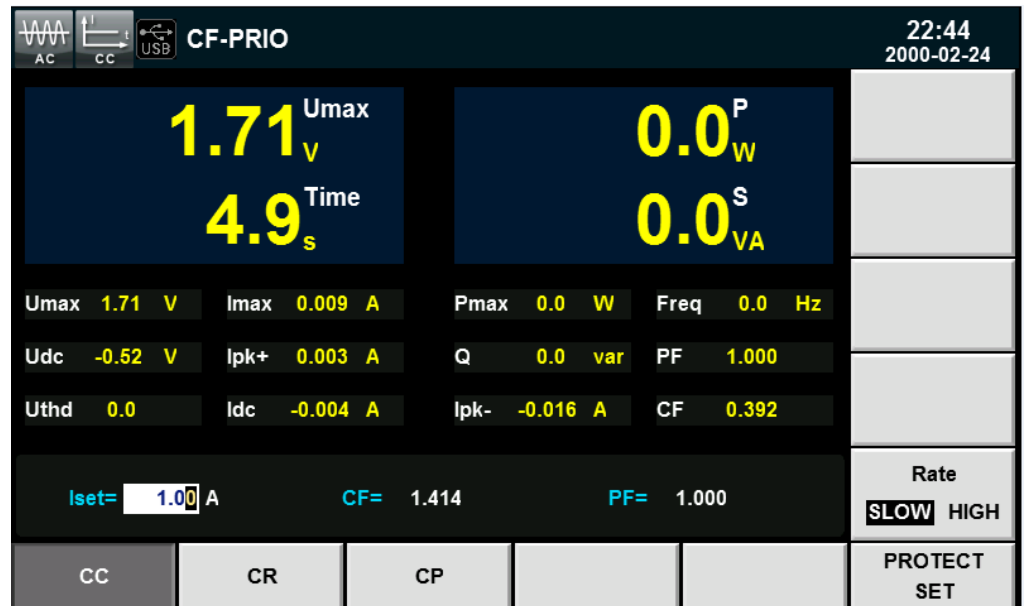 AC CC t USB CF-PRIO 22:44
2000-02-24
1.71 Umax V 0.0 P W
4.9 Time s 0.0 S VA
Umax 1.71 V Imax 0.009 A Pmax 0.0 W Freq 0.0 Hz
Udc -0.52 V Ipk+ 0.003 A Q 0.0 var PF 1.000
Uthd 0.0 Idc -0.004 A Ipk- -0.016 A CF 0.392
Iset= 1.00 A CF= 1.414 PF= 1.000
Rate
SLOW HIGH
CC CR CP PROTECT
SET